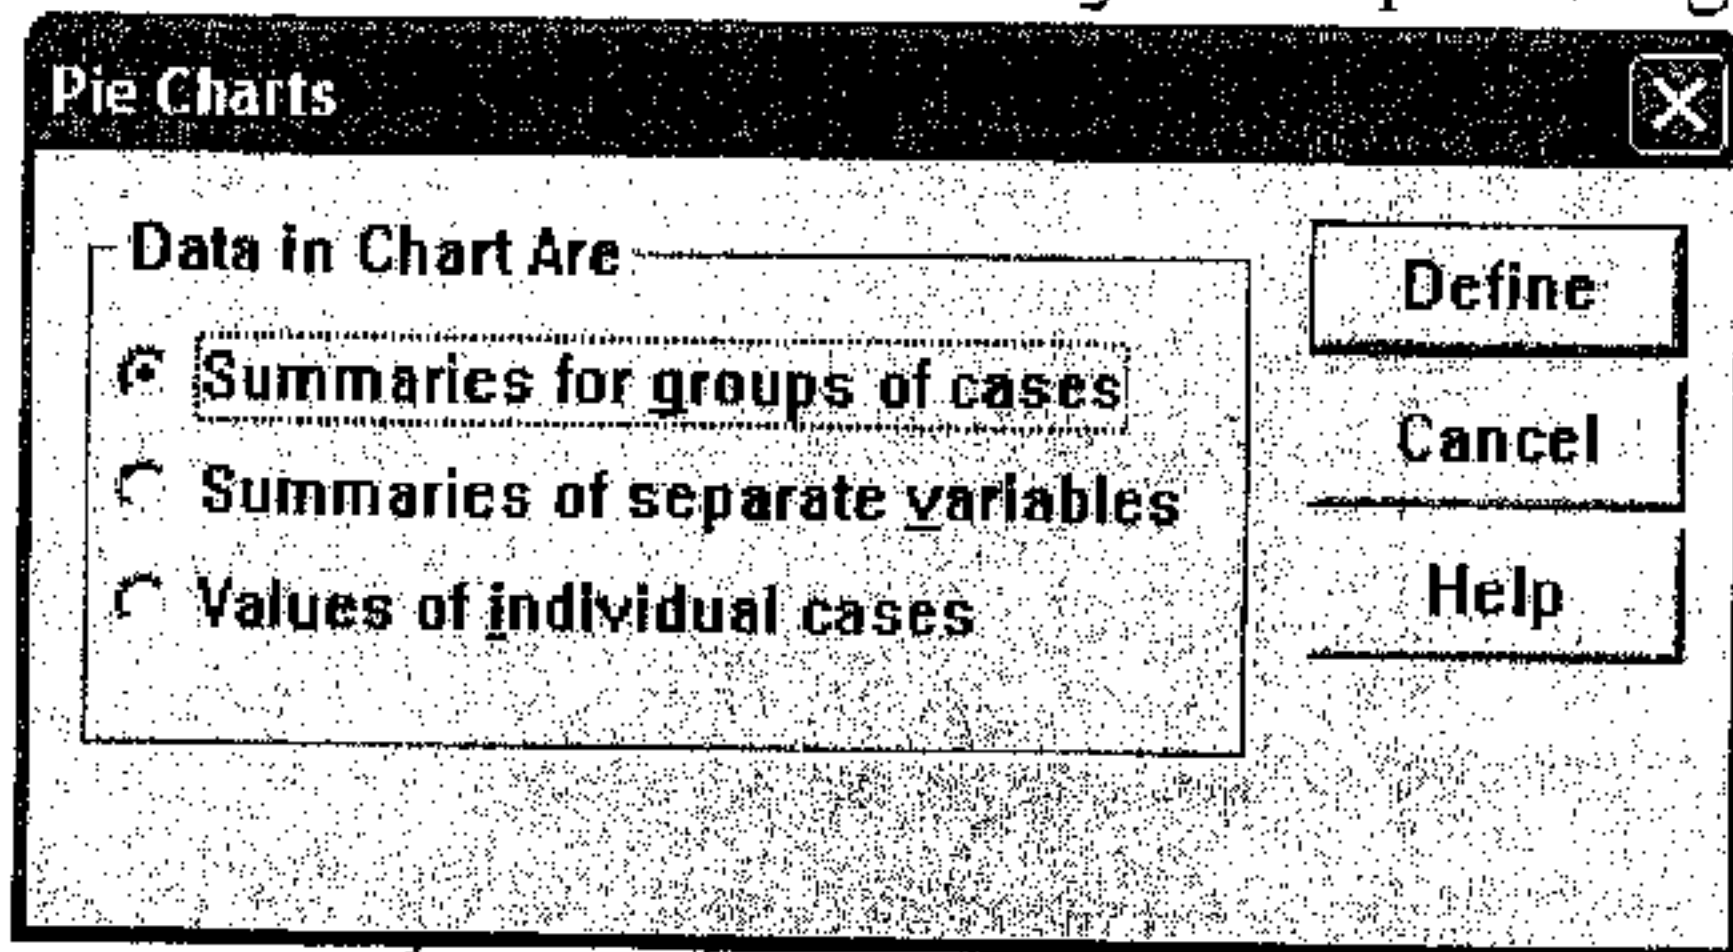 Pie Charts
Data in Chart Are
Summaries for groups of cases
Summaries of separate variables
Values of individual cases
Define
Cancel
Help